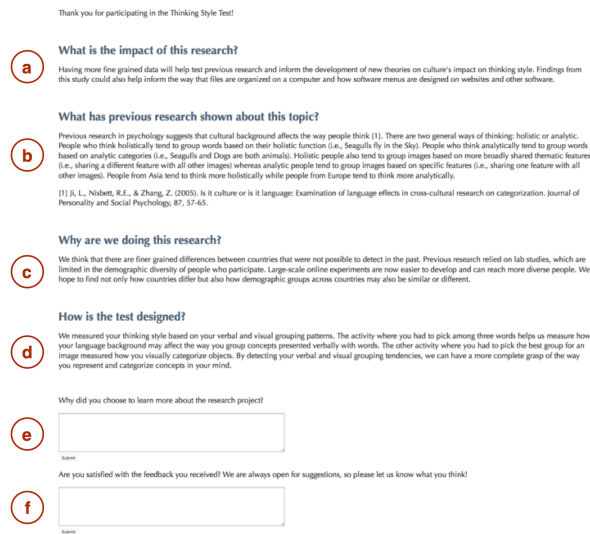 Thank you for participating in the Thinking Style Test!
a
What is the impact of this research?
Having more fine grained data will help test previous research and inform the development of new theories on culture's impact on thinking style. Findings from
this study could also help inform the way that files are organized on a computer and how software menus are designed on websites and other software.
What has previous research shown about this topic?
b
Previous research in psychology suggests that cultural background affects the way people think [1]. There are two general ways of thinking: holistic or analytic.
People who think holistically tend to group words based on their holistic function (i.e., Seagulls fly in the Sky). People who think analytically tend to group words
based on analytic categories (i.e., Seagulls and Dogs are both animals). Holistic people also tend to group images based on more broadly shared thematic features
(i.e., sharing a different feature with all other images) whereas analytic people tend to group images based on specific features (i.e., sharing one feature with all
other images). People from Asia tend to think more holistically while people from Europe tend to think more analytically.
[1] Ji, L., Nisbett, R.E., & Zhang, Z. (2005). Is it culture or is it language: Examination of language effects in cross-cultural research on categorization. Journal of
Personality and Social Psychology, 87, 57-65.
Why are we doing this research?
c
We think that there are finer grained differences between countries that were not possible to detect in the past. Previous research relied on lab studies, which are
limited in the demographic diversity of people who participate. Large-scale online experiments are now easier to develop and can reach more diverse people. We
hope to find not only how countries differ but also how demographic groups across countries may also be similar or different.
How is the test designed?
d
We measured your thinking style based on your verbal and visual grouping patterns. The activity where you had to pick among three words helps us measure how
your language background may affect the way you group concepts presented verbally with words. The other activity where you had to pick the best group for an
image measured how you visually categorize objects. By detecting your verbal and visual grouping tendencies, we can have a more complete grasp of the way
you represent and categorize concepts in your mind.
Why did you choose to learn more about the research project?
e
Submit
Are you satisfied with the feedback you received? We are always open for suggestions, so please let us know what you think!
f
Submit